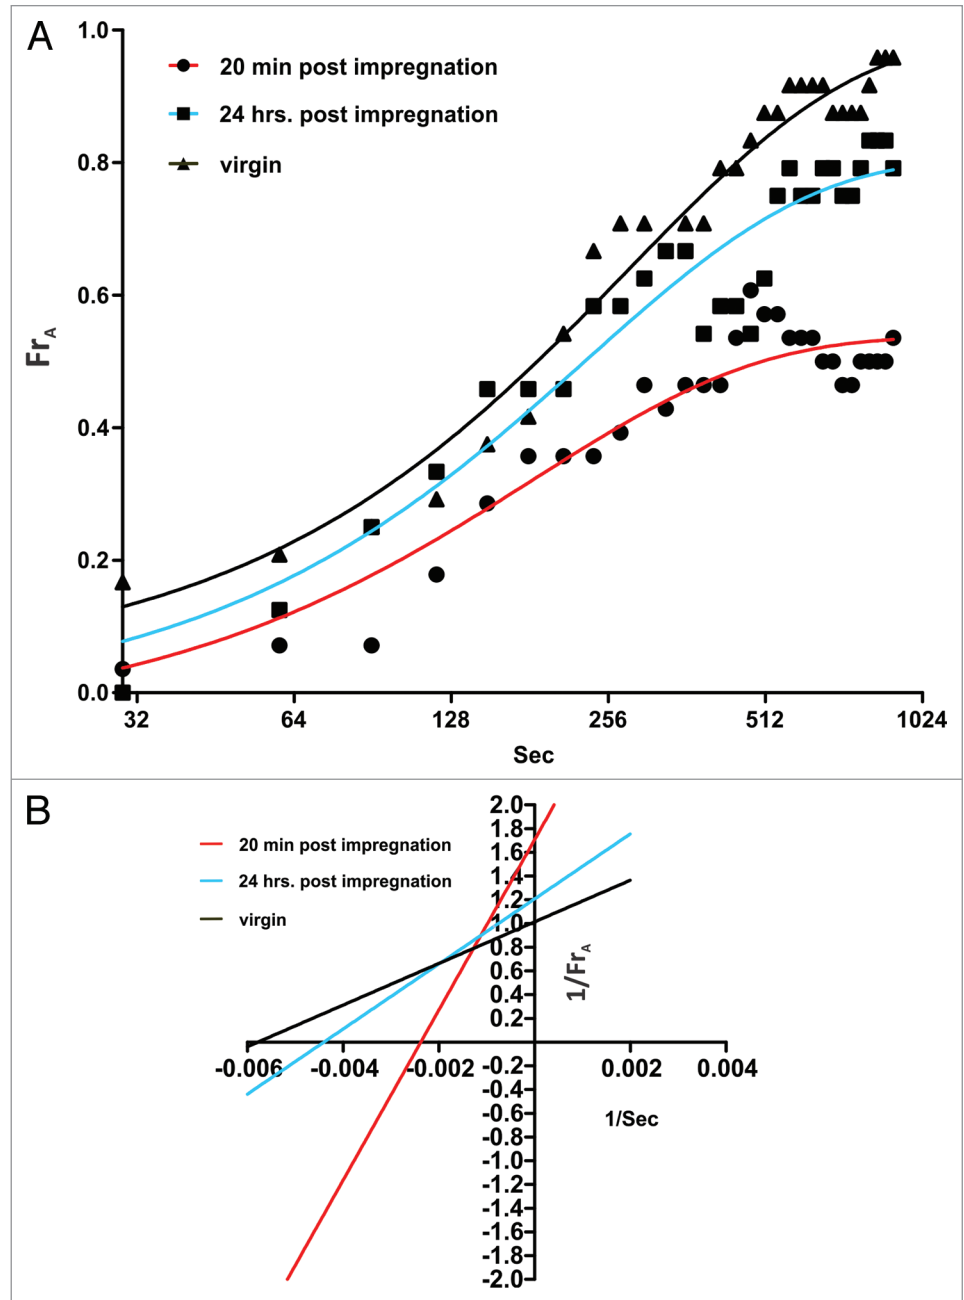 A
1.0
20 min post impregnation
24 hrs. post impregnation
virgin
0.8
0.6
Fr_A
0.4
0.2
0.0
32 64 128 256 512 1024
Sec
B
2.0
1.8
20 min post impregnation
1.6
1.4
24 hrs. post impregnation
1.2
virgin
1.0
0.8
1/Fr_A
0.6
0.4
0.2
-0.006 -0.004 -0.002 0.002 0.004
-0.2
-0.4
1/Sec
-0.6
-0.8
-1.0
-1.2
-1.4
-1.6
-1.8
-2.0